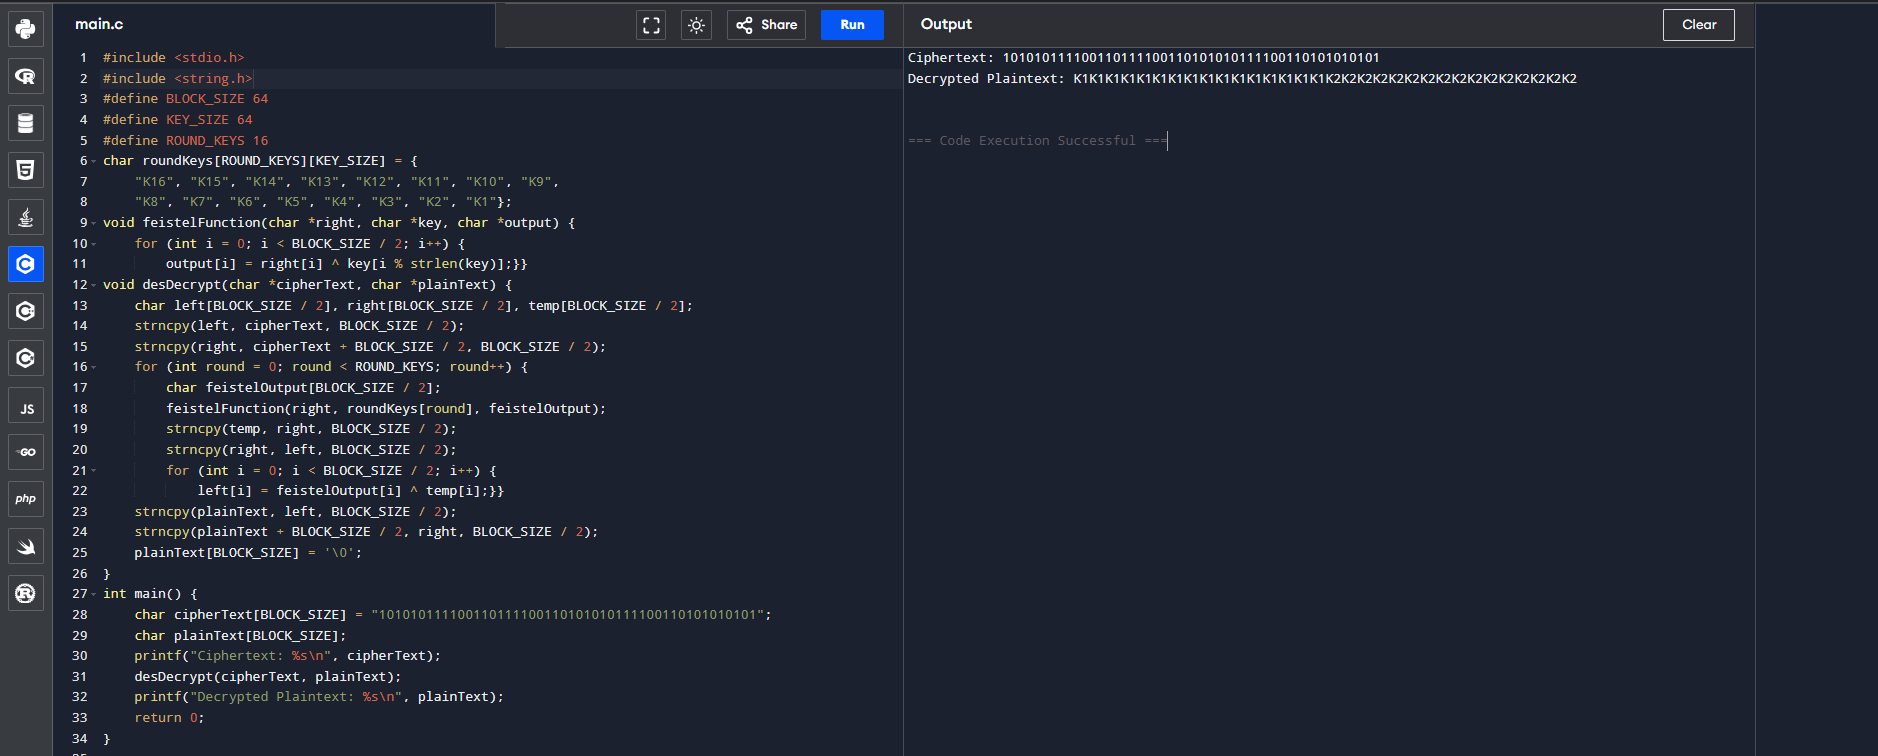 main.c
Share
Run
Output
Clear
1 #include <stdio.h>
2 #include <string.h>
3 #define BLOCK_SIZE 64
4 #define KEY_SIZE 64
5 #define ROUND_KEYS 16
6 char roundKeys[ROUND_KEYS][KEY_SIZE] = {
7 "K16", "K15", "K14", "K13", "K12", "K11", "K10", "K9",
8 "K8", "K7", "K6", "K5", "K4", "K3", "K2", "K1"};
9 void feistelFunction(char *right, char *key, char *output) {
10 for (int i = 0; i < BLOCK_SIZE / 2; i++) {
11 output[i] = right[i] ^ key[i % strlen(key)];}}
12 void desDecrypt(char *cipherText, char *plainText) {
13 char left[BLOCK_SIZE / 2], right[BLOCK_SIZE / 2], temp[BLOCK_SIZE / 2];
14 strncpy(left, cipherText, BLOCK_SIZE / 2);
15 strncpy(right, cipherText + BLOCK_SIZE / 2, BLOCK_SIZE / 2);
16 for (int round = 0; round < ROUND_KEYS; round++) {
17 char feistelOutput[BLOCK_SIZE / 2];
18 feistelFunction(right, roundKeys[round], feistelOutput);
19 strncpy(temp, right, BLOCK_SIZE / 2);
20 strncpy(right, left, BLOCK_SIZE / 2);
21 for (int i = 0; i < BLOCK_SIZE / 2; i++) {
22 left[i] = feistelOutput[i] ^ temp[i];}}
23 strncpy(plainText, left, BLOCK_SIZE / 2);
24 strncpy(plainText + BLOCK_SIZE / 2, right, BLOCK_SIZE / 2);
25 plainText[BLOCK_SIZE] = '\0';
26 }
27 int main() {
28 char cipherText[BLOCK_SIZE] = "101010111100110111100110101010111100110101010101";
29 char plainText[BLOCK_SIZE];
30 printf("Ciphertext: %s\n", cipherText);
31 desDecrypt(cipherText, plainText);
32 printf("Decrypted Plaintext: %s\n", plainText);
33 return 0;
34 }
Ciphertext: 101010111100110111100110101010111100110101010101
Decrypted Plaintext: K1K1K1K1K1K1K1K1K1K1K1K1K1K1K1K1K2K2K2K2K2K2K2K2K2K2K2K2K2K2K2K2
=== Code Execution Successful ===
JS
GO
php